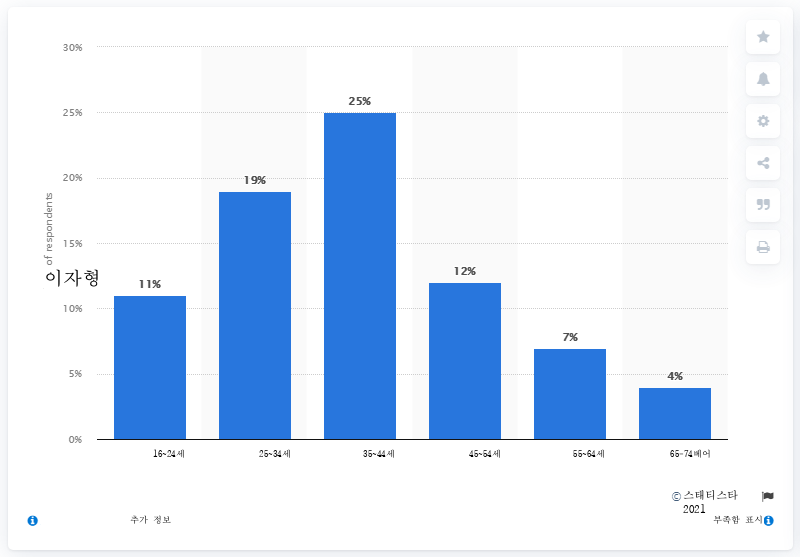 30%
25%
25%
19%
20%
of respondents
15%
이자형
12%
11%
10%
7%
5%
4%
0%
16~24세
25~34세
35~44세
45~54세
55~64세
65-74페어
© 스태티스타
2021
추가 정보
부족함 표시